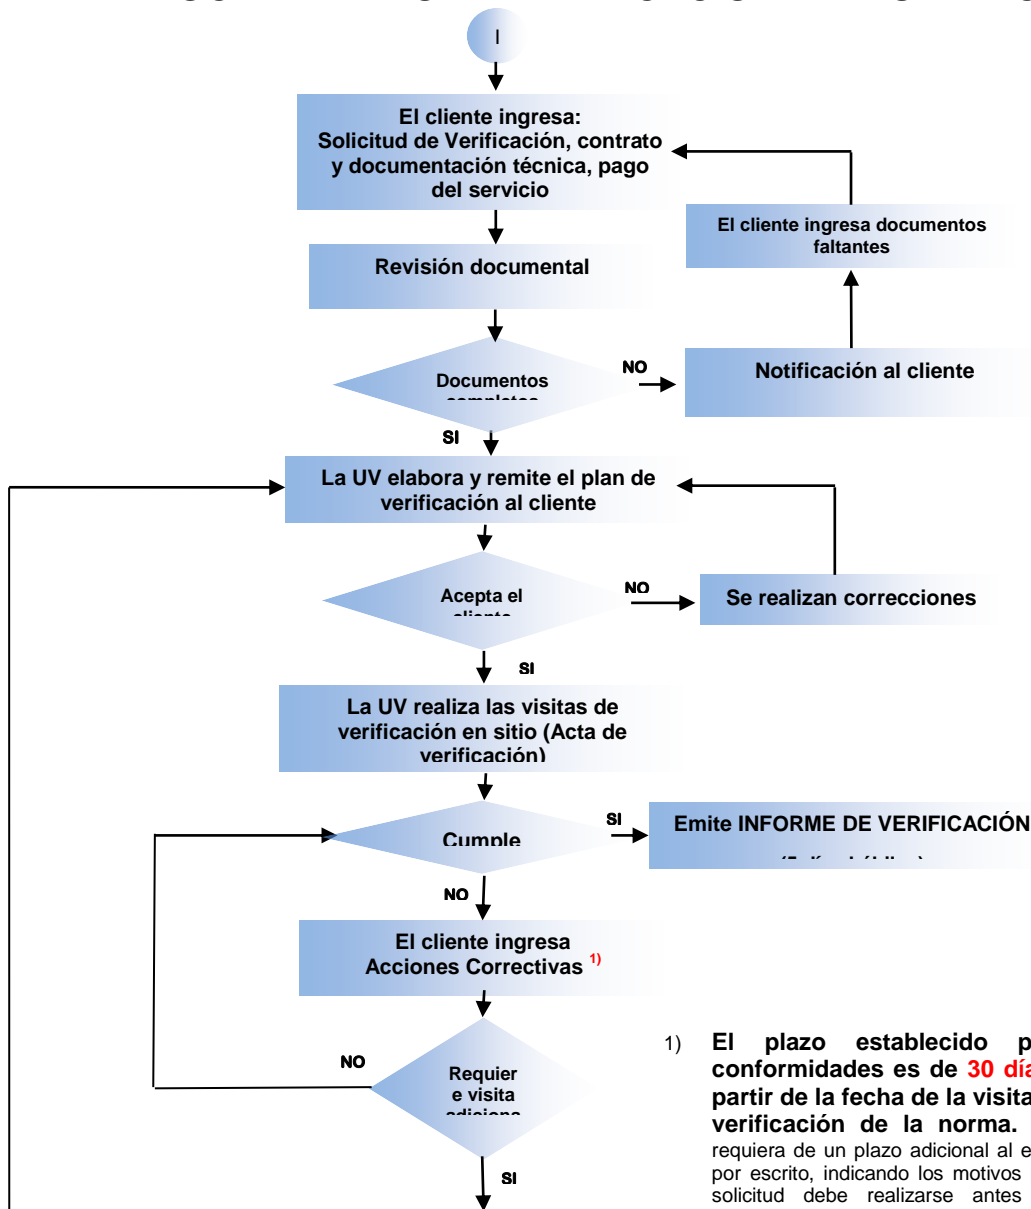 I
El cliente ingresa:
Solicitud de Verificación, contrato
y documentación técnica, pago
del servicio
El cliente ingresa documentos
faltantes
Revisión documental
Documentos
NO
Notificación al cliente
SI
La UV elabora y remite el plan de
verificación al cliente
Acepta el
NO
Se realizan correcciones
SI
La UV realiza las visitas de
verificación en sitio (Acta de
verificación)
Cumple
SI
Emite INFORME DE VERIFICACIÓN
NO
El cliente ingresa
Acciones Correctivas 1)
NO
Requier
e visita
SI
1) El plazo establecido p
conformidades es de 30 día
partir de la fecha de la visita
verificación de la norma.
requiera de un plazo adicional al e
por escrito, indicando los motivos
solicitud debe realizarse antes